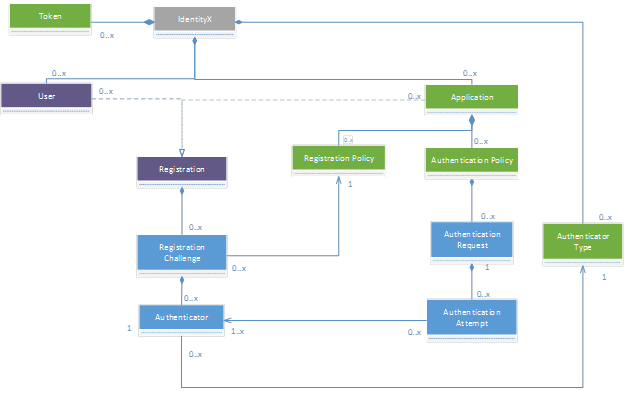 Token
IdentityX
0..x
0..x
0..x
User
0..x
0..x
Application
0..x
0..x
Registration Policy
Authentication Policy
Registration
1
0..x
0..x
0..x
Registration
Challenge
0..x
Authentication
Request
1
Authenticator
Type
1
0..x
0..x
Authenticator
1
1..x
0..x
Authentication
Attempt
0..x